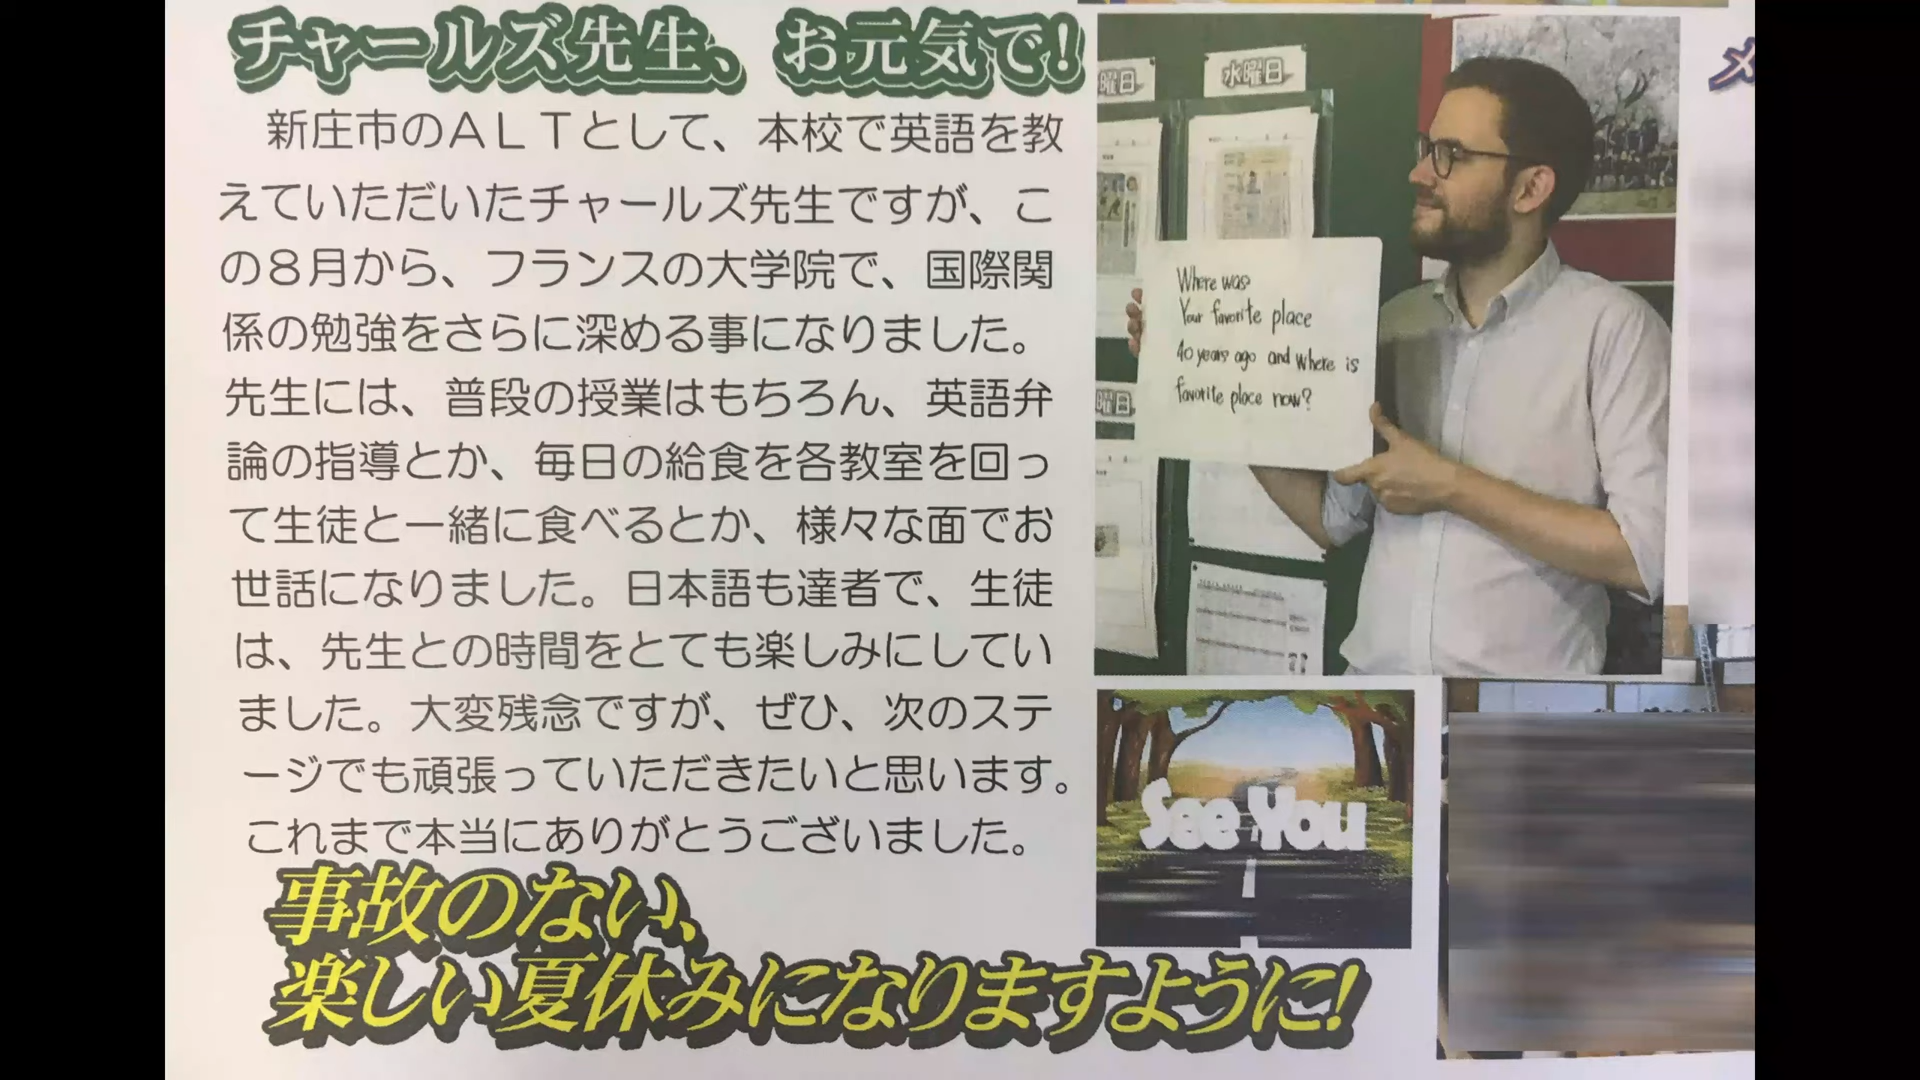 チャールズ先生、お元気で!
新庄市のＡＬＴとして、本校で英語を教
えていただいたチャールズ先生ですが、こ
の８月から、フランスの大学院で、国際関
係の勉強をさらに深める事になりました。
先生には、普段の授業はもちろん、英語弁
論の指導とか、毎日の給食を各教室を回っ
て生徒と一緒に食べるとか、様々な面でお
世話になりました。日本語も達者で、生徒
は、先生との時間をとても楽しみにしてい
ました。大変残念ですが、ぜひ、次のステ
ージでも頑張っていただきたいと思います。
これまで本当にありがとうございました。
事故のない、
楽しい夏休みになりますように!
曜日
水曜日
曜日
Where was
Your favorite place
40 years ago and where is
favorite place now?
See You
メ